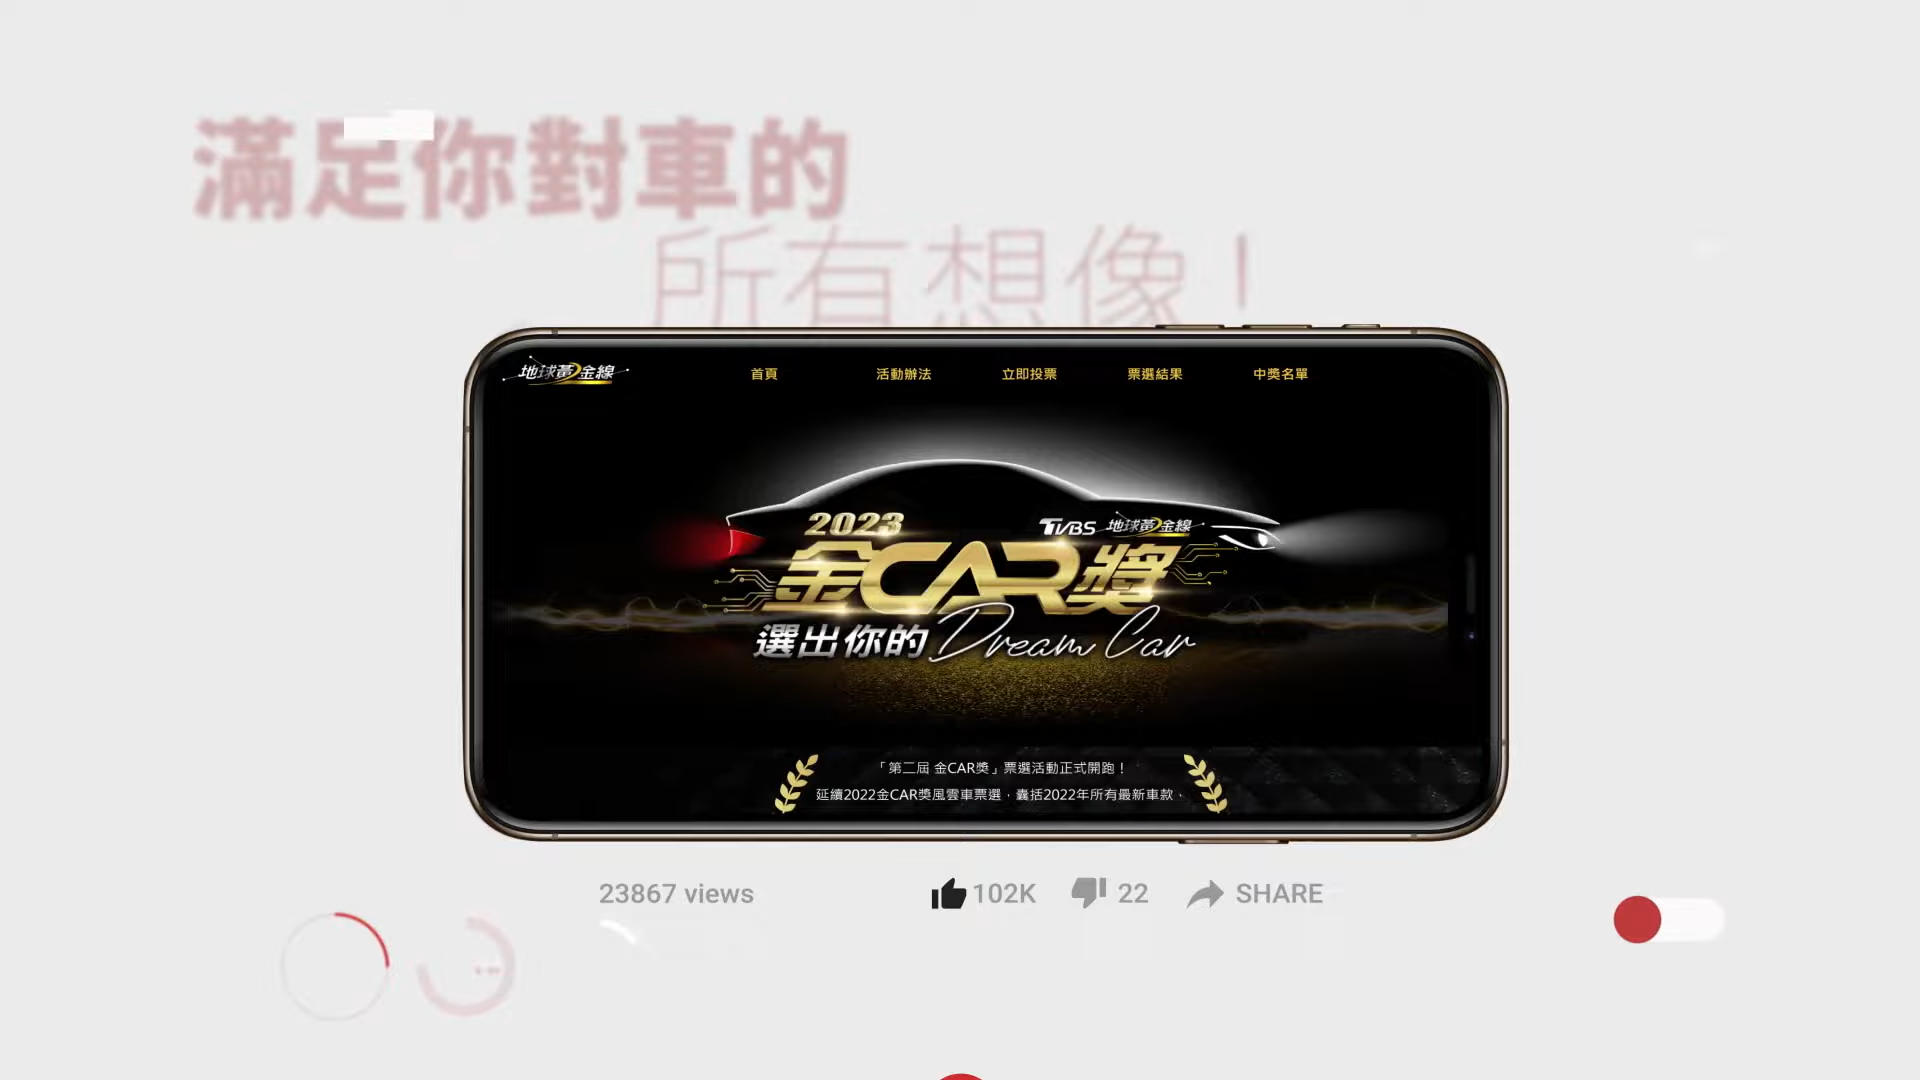 滿足你對車的
所有想像！
地球黃金線
首頁 活動辦法 立即投票 票選結果 中獎名單
2023 TVBS 地球黃金線
金CAR獎
選出你的 Dream Car
「第二屆 金CAR獎」票選活動正式開跑！
延續2022金CAR獎風雲車票選，囊括2022年所有最新車款，
23867 views 102K 22 SHARE